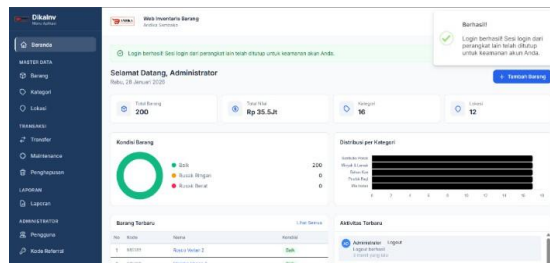 DikaInv
Beranda
MASTER DATA
Barang
Kategori
Lokasi
TRANSAKSI
Transfer
Maintenance
Penghapusan
LAPORAN
Laporan
ADMINISTRATOR
Pengguna
Kode Referral
Web Inventaris Barang
Login berhasil! Sesi login dari perangkat lain telah ditutup untuk keamanan akun Anda.
Berhasil!
Login berhasil! Sesi login dari
perangkat lain telah ditutup
untuk keamanan akun Anda.
Selamat Datang, Administrator
Rabu, 28 Januari 2026
+ Tambah Barang
Total Barang
200
Total Nilai
Rp 35.5Jt
Kategori
16
Lokasi
12
Kondisi Barang
Baik 200
Rusak Ringan 0
Rusak Berat 0
Distribusi per Kategori
Barang Terbaru
Lihat Semua
No Kode Nama Kondisi
Baik
Aktivitas Terbaru
Administrator Logout
Logout berhasil